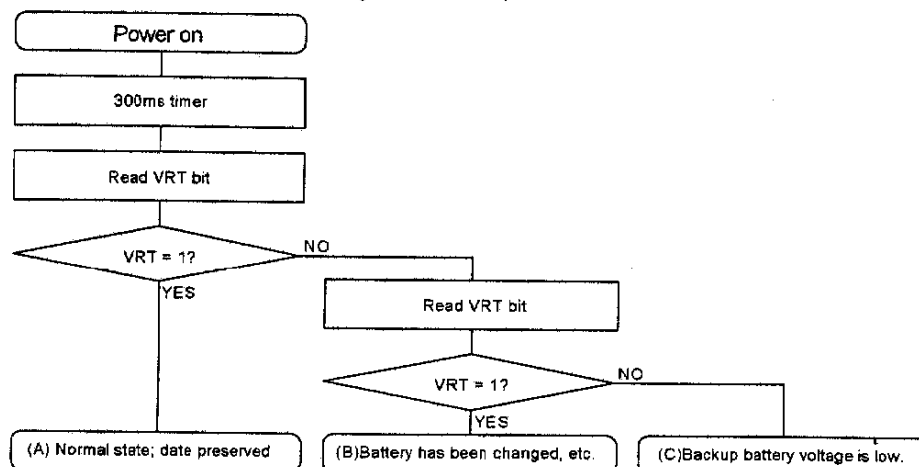 Power on
300ms timer
Read VRT bit
VRT = 1?
NO
YES
Read VRT bit
VRT = 1?
NO
YES
(A) Normal state; date preserved
(B)Battery has been changed, etc.
(C)Backup battery voltage is low.